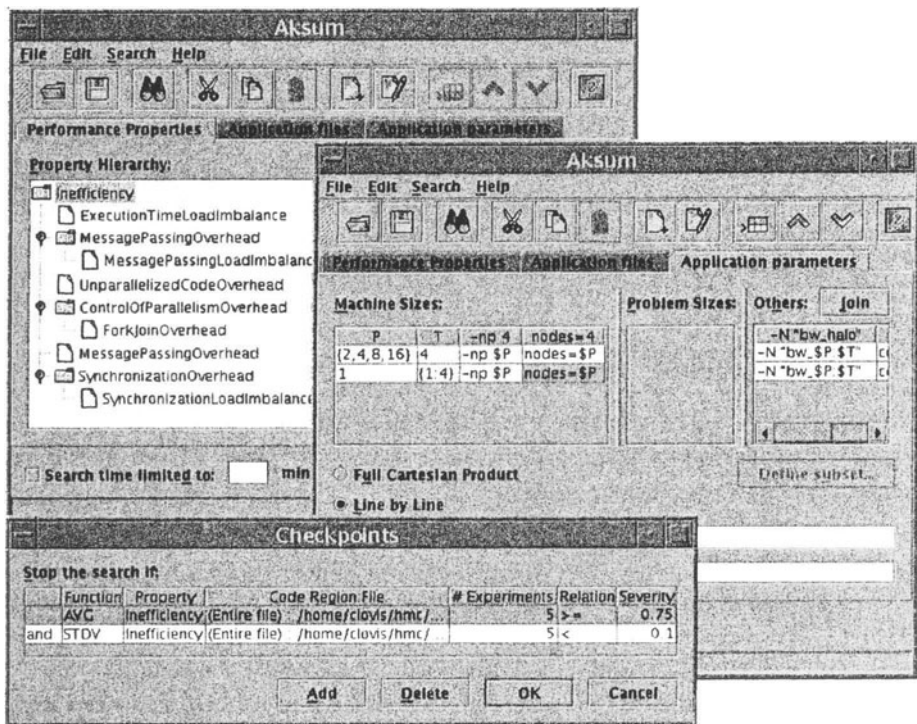 Aksum
File Edit Search Help
Performance Properties Application files Application parameters
Property Hierarchy:
Inefficiency
ExecutionTimeLoadImbalance
MessagePassingOverhead
MessagePassingLoadImbalanc
UnparallelizedCodeOverhead
ControlOfParallelismOverhead
ForkJoinOverhead
MessagePassingOverhead
SynchronizationOverhead
SynchronizationLoadImbalance
Search time limited to: min
Aksum
File Edit Search Help
Performance Properties Application files Application parameters
Machine Sizes: Problem Sizes: Others: Join
P T -np 4 nodes=4 -N "bw_halo"
{2,4,8,16} 4 -np $P nodes=$P -N "bw_$P $T"
1 {1:4} -np $P nodes=$P -N "bw_$P $T"
Full Cartesian Product Define subset...
Line by Line
Checkpoints
Stop the search if:
Function Property Code Region File # Experiments Relation Severity
AVG Inefficiency (Entire file) : /home/clovis/hmc/... 5 >= 0.75
and STDV Inefficiency (Entire file) : /home/clovis/hmc/... 5 < 0.1
Add Delete OK Cancel